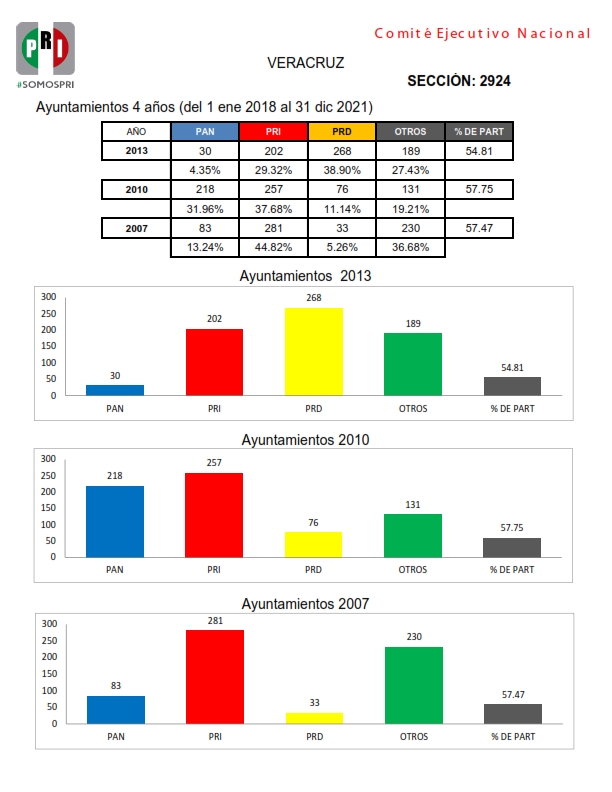 Comité Ejecutivo Nacional
PRI
#SOMOSPRI
VERACRUZ
SECCIÓN: 2924
Ayuntamientos 4 años (del 1 ene 2018 al 31 dic 2021)
AÑO PAN PRI PRD OTROS % DE PART
2013 30 202 268 189 54.81
4.35% 29.32% 38.90% 27.43%
2010 218 257 76 131 57.75
31.96% 37.68% 11.14% 19.21%
2007 83 281 33 230 57.47
13.24% 44.82% 5.26% 36.68%
Ayuntamientos 2013
300
250
200
150
100
50
0
30
202
268
189
54.81
PAN PRI PRD OTROS % DE PART
Ayuntamientos 2010
300
250
200
150
100
50
0
218
257
76
131
57.75
PAN PRI PRD OTROS % DE PART
Ayuntamientos 2007
300
250
200
150
100
50
0
83
281
33
230
57.47
PAN PRI PRD OTROS % DE PART